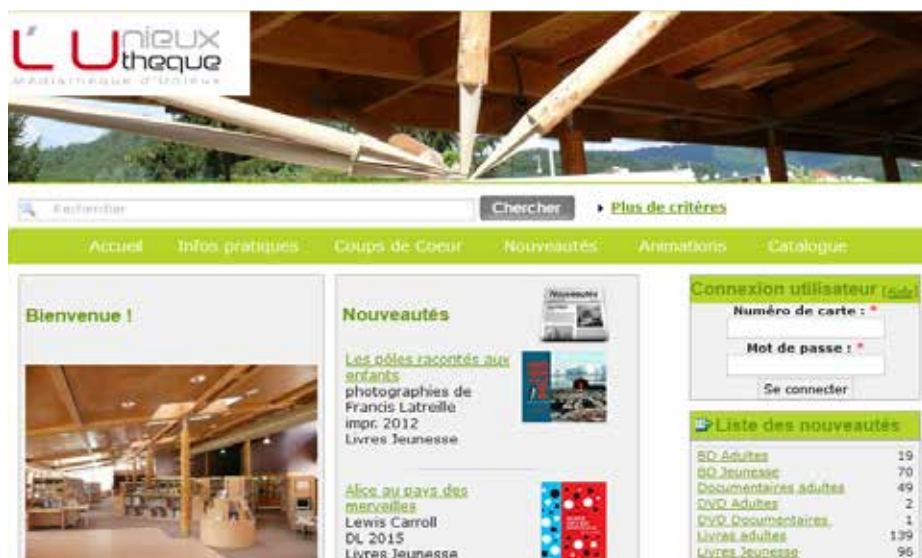 L'Unieux
theque
Médiathèque d'Unieux
Rechercher
Chercher
Plus de critères
Accueil Infos pratiques Coups de Coeur Nouveautés Animations Catalogue
Bienvenue !
Nouveautés
Nouveautés
Les pôles racontés aux
enfants
photographies de
Francis Latreille
impr. 2012
Livres Jeunesse
Alice au pays des
merveilles
Lewis Carroll
DL 2015
Livres Jeunesse
Connexion utilisateur [Aide]
Numéro de carte : *
Mot de passe : *
Se connecter
Liste des nouveautés
BD Adultes 19
BD Jeunesse 70
Documentaires adultes 49
DVD Adultes 2
DVD Documentaires 1
Livres adultes 139
Livres Jeunesse 95